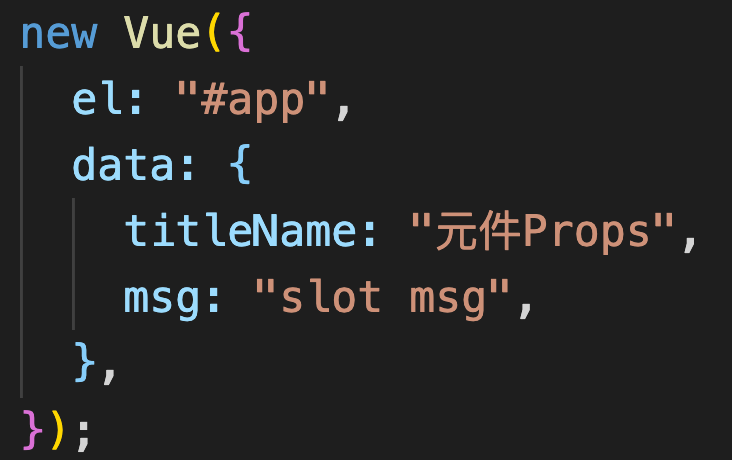 new Vue({
  el: "#app",
  data: {
    titleName: "元件Props",
    msg: "slot msg",
  },
});